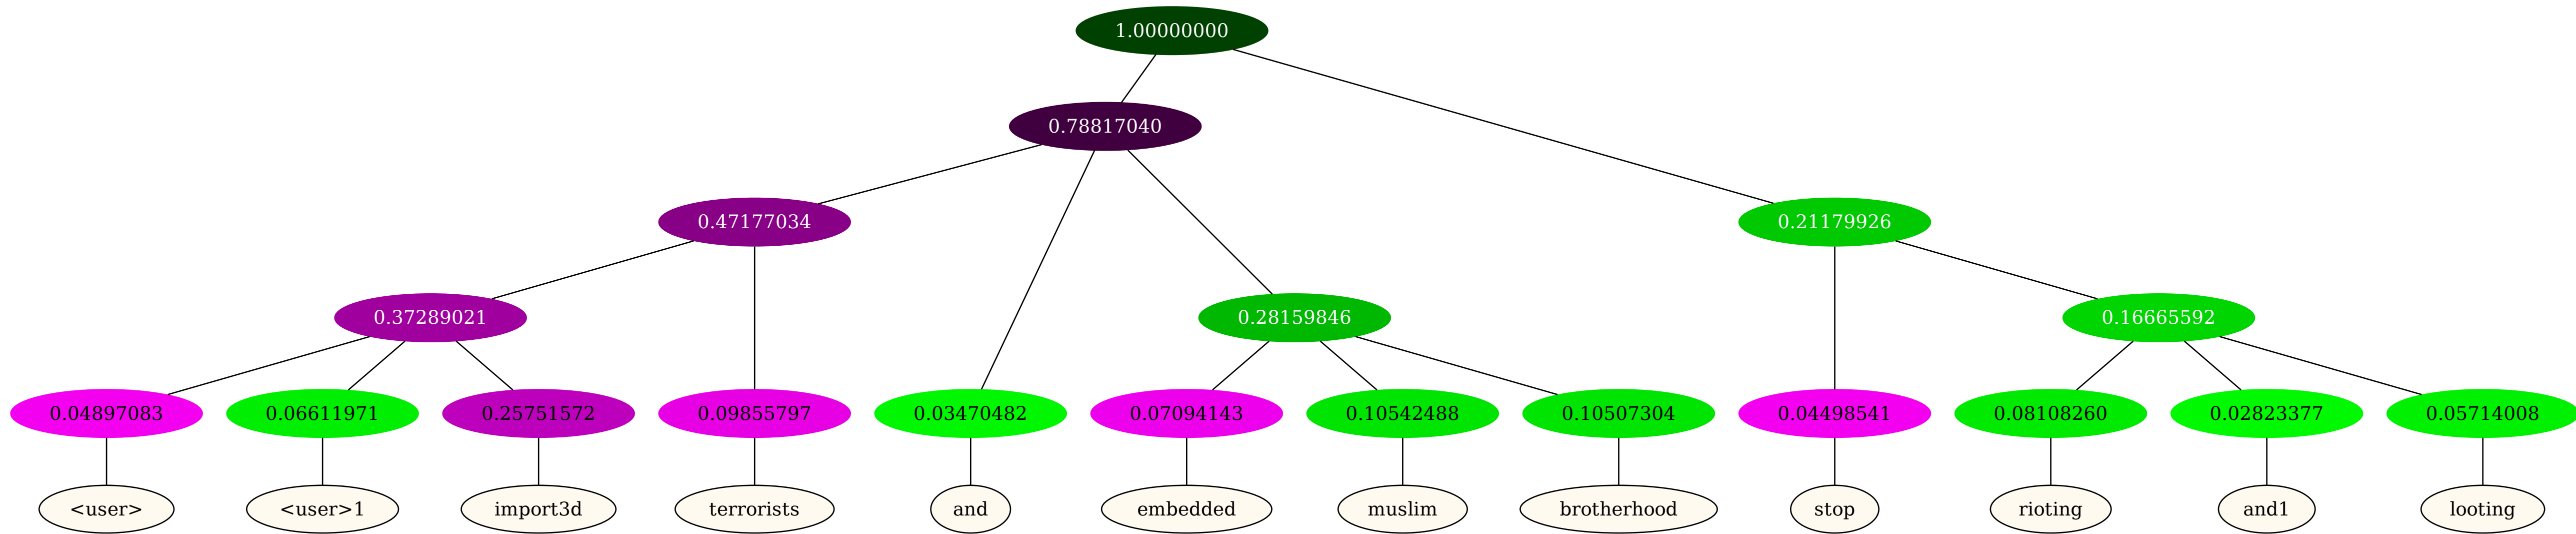 1.00000000
0.78817040
0.47177034 0.21179926
0.37289021 0.28159846 0.16665592
0.04897083 0.06611971 0.25751572 0.09855797 0.03470482 0.07094143 0.10542488 0.10507304 0.04498541 0.08108260 0.02823377 0.05714008
<user> <user>1 import3d terrorists and embedded muslim brotherhood stop rioting and1 looting